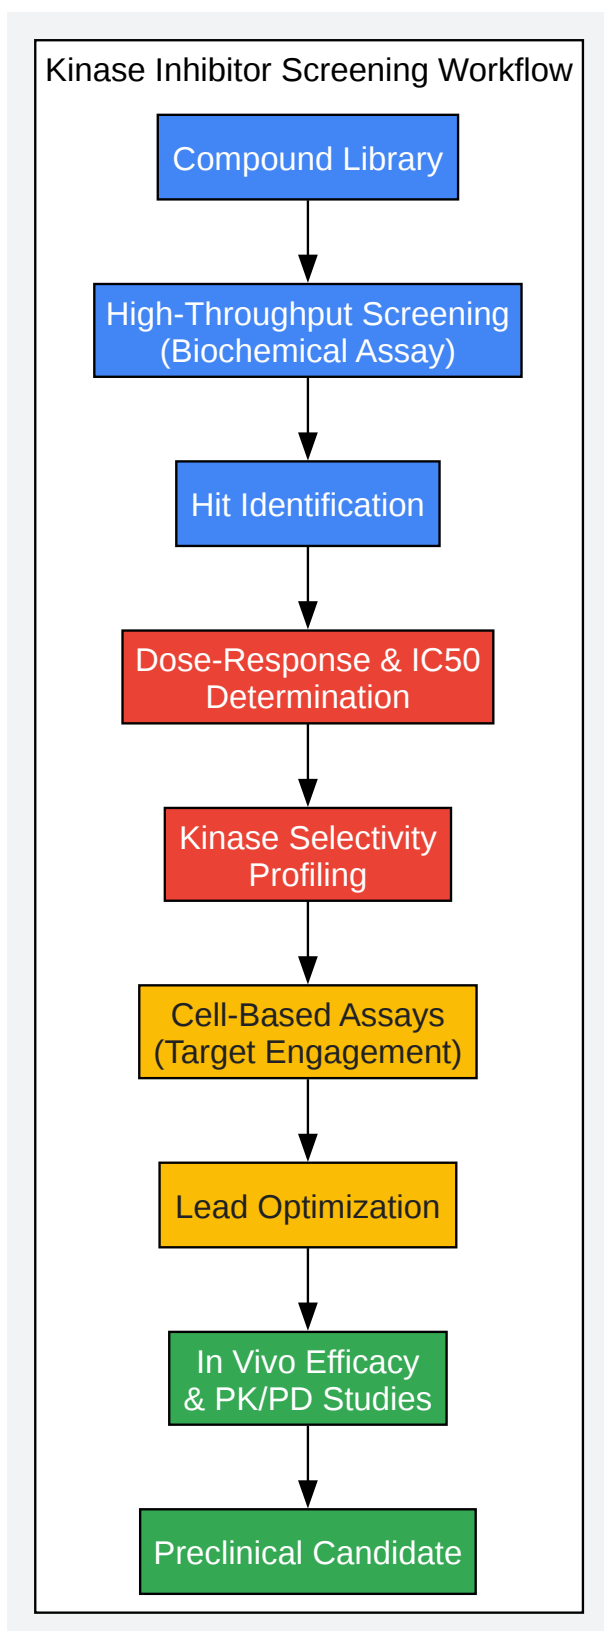 Kinase Inhibitor Screening Workflow
Compound Library
High-Throughput Screening
(Biochemical Assay)
Hit Identification
Dose-Response & IC50
Determination
Kinase Selectivity
Profiling
Cell-Based Assays
(Target Engagement)
Lead Optimization
In Vivo Efficacy
& PK/PD Studies
Preclinical Candidate